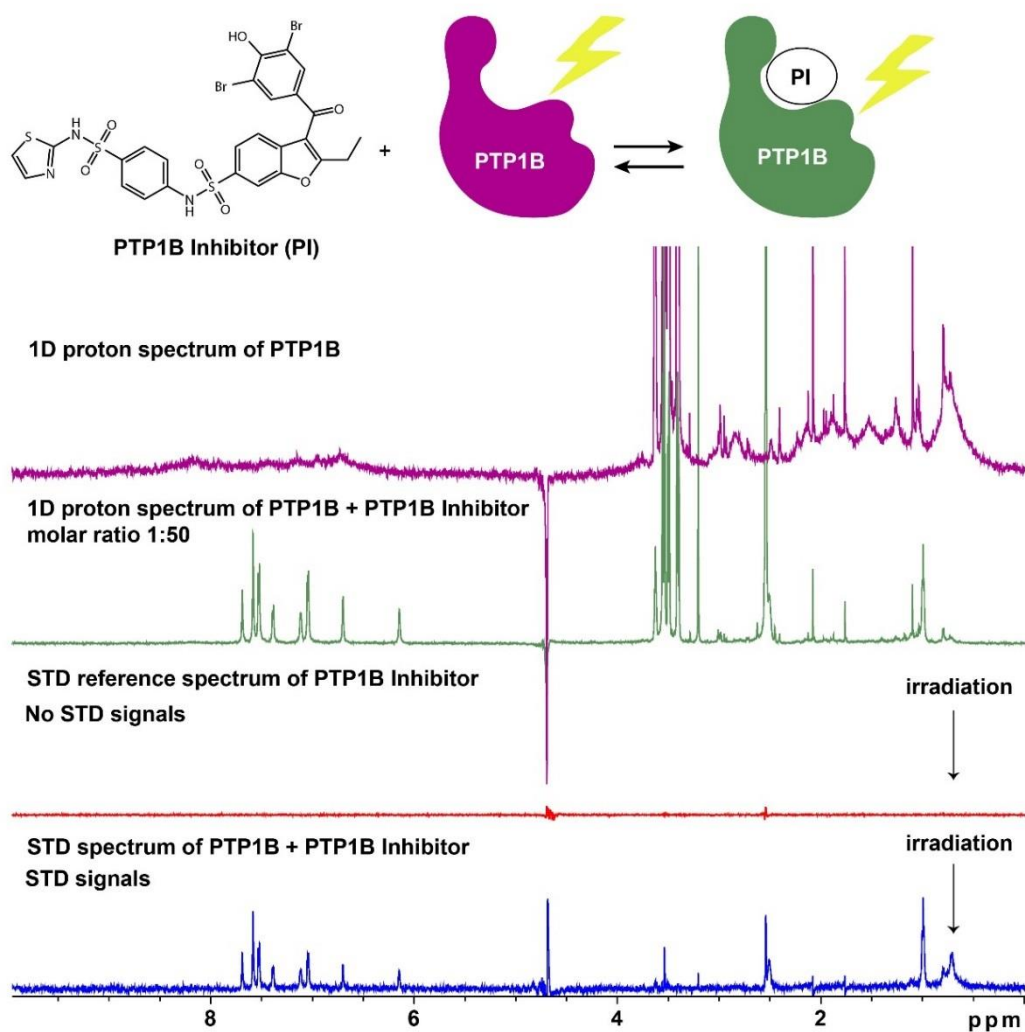 Br
HO
Br
O
S
NH
O
S
O
N
N
H
O
S
O
O
+
PTP1B
PI
PTP1B
PTP1B Inhibitor (PI)
1D proton spectrum of PTP1B
1D proton spectrum of PTP1B + PTP1B Inhibitor
molar ratio 1:50
STD reference spectrum of PTP1B Inhibitor
No STD signals
irradiation
STD spectrum of PTP1B + PTP1B Inhibitor
STD signals
irradiation
8 6 4 2 ppm